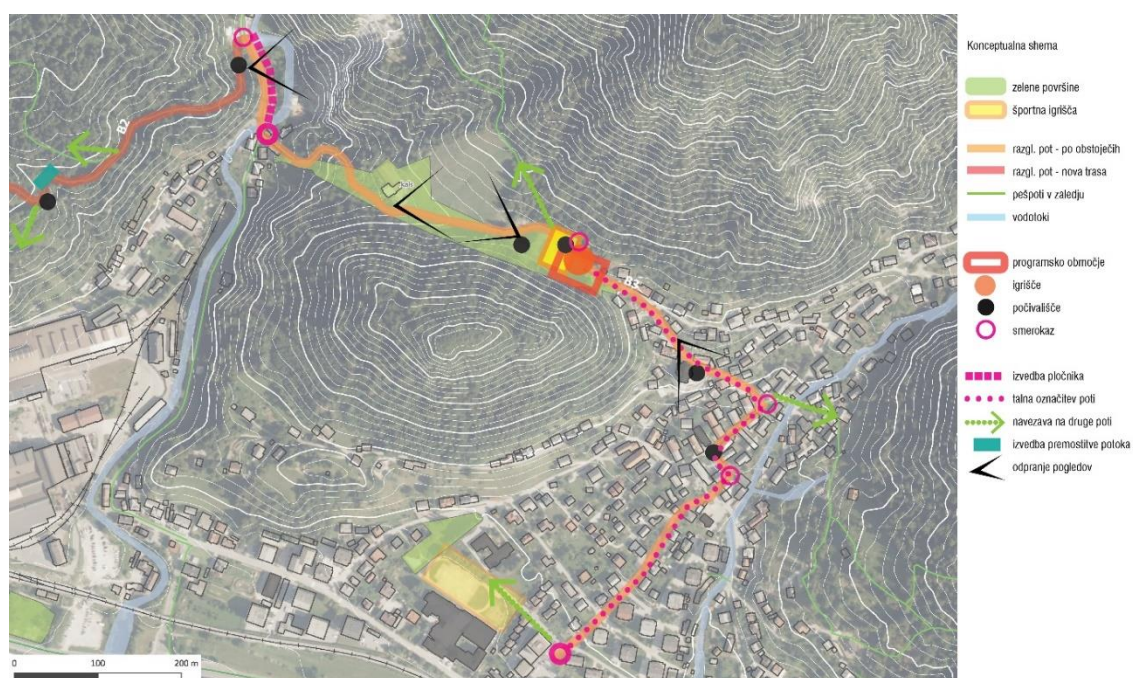 Konceptualna shema
zelene površine
športna igrišča
razgl. pot - po obstoječih
razgl. pot - nova trasa
pešpoti v zaledju
vodotoki
programsko območje
igrišče
počivališče
smerokaz
izvedba pločnika
talna označitev poti
navezava na druge poti
izvedba premostitve potoka
odpranje pogledov
B2
B3
0 100 200 m